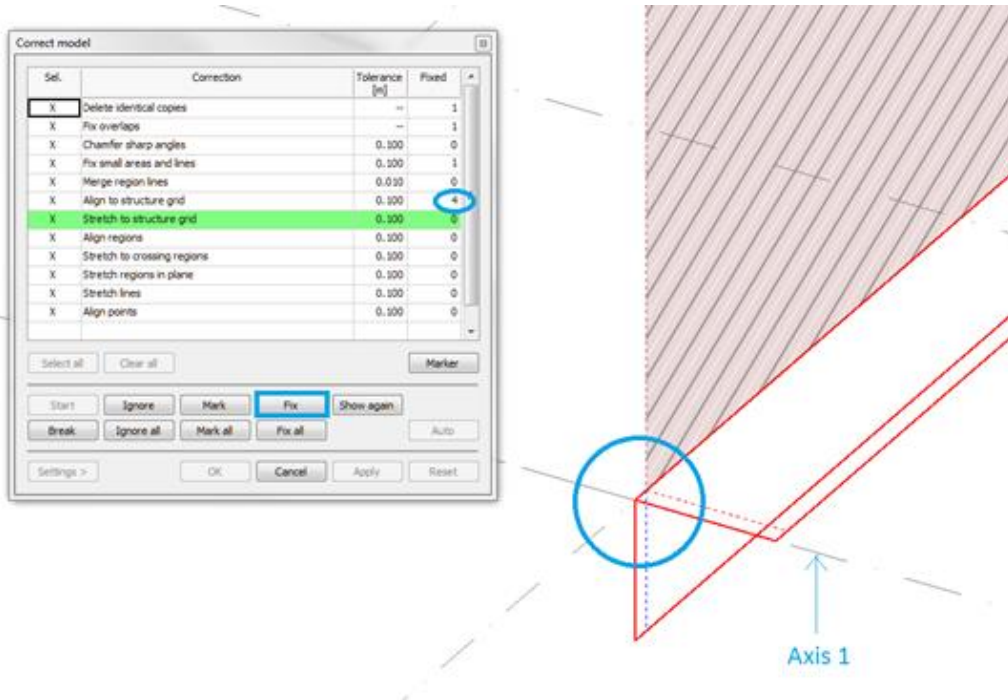 Correct model
Sel. Correction Tolerance [m] Fixed
X Delete identical copies -- 1
X Fix overlaps -- 1
X Chamfer sharp angles 0.100 0
X Fix small areas and lines 0.100 1
X Merge region lines 0.010 0
X Align to structure grid 0.100 4
X Stretch to structure grid 0.100 0
X Align regions 0.100 0
X Stretch to crossing regions 0.100 0
X Stretch regions in plane 0.100 0
X Stretch lines 0.100 0
X Align points 0.100 0
Select all Clear all Marker
Start Ignore Mark Fix Show again
Break Ignore all Mark all Fix all Auto
Settings > OK Cancel Apply Reset
Axis 1